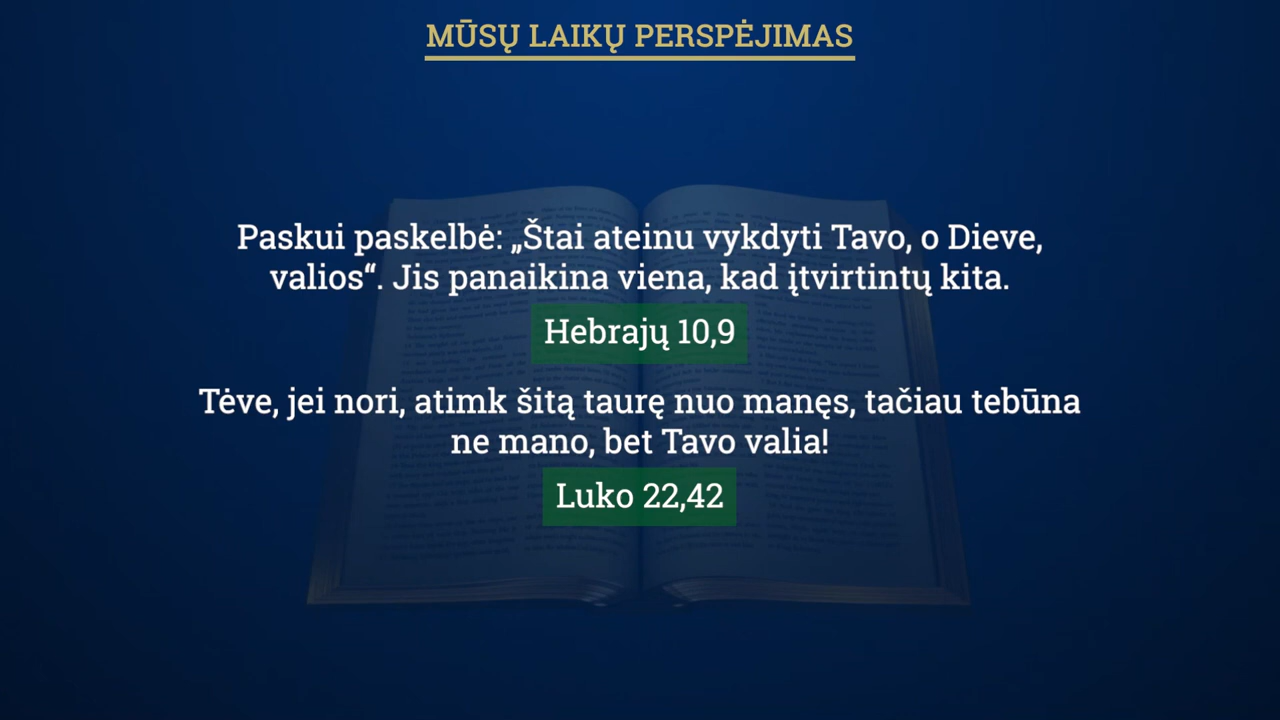 MŪSŲ LAIKŲ PERSPĖJIMAS
Paskui paskelbė: „Štai ateinu vykdyti Tavo, o Dieve,
valios“. Jis panaikina viena, kad įtvirtintų kita.
Hebrajų 10,9
Tėve, jei nori, atimk šitą taurę nuo manęs, tačiau tebūna
ne mano, bet Tavo valia!
Luko 22,42